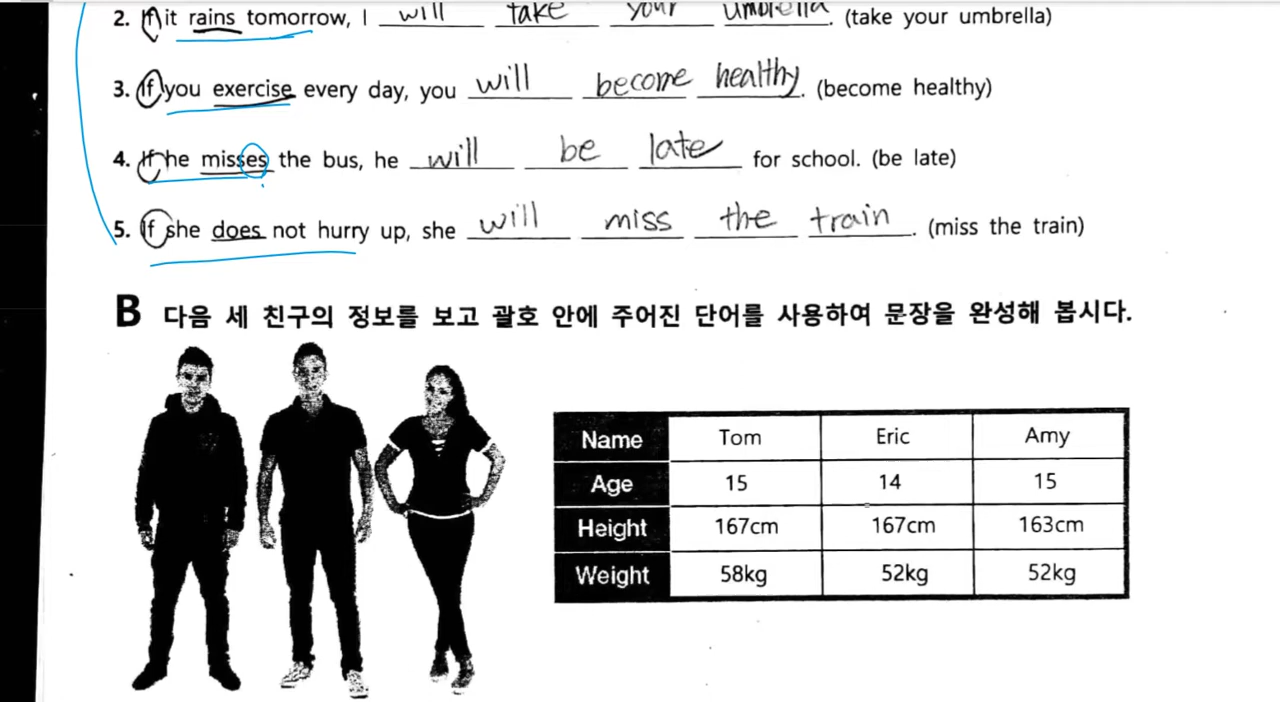 2. If it rains tomorrow, I will take your umbrella. (take your umbrella)
3. If you exercise every day, you will become healthy. (become healthy)
4. If he misses the bus, he will be late for school. (be late)
5. If she does not hurry up, she will miss the train. (miss the train)
B 다음 세 친구의 정보를 보고 괄호 안에 주어진 단어를 사용하여 문장을 완성해 봅시다.
Name Tom Eric Amy
Age 15 14 15
Height 167cm 167cm 163cm
Weight 58kg 52kg 52kg